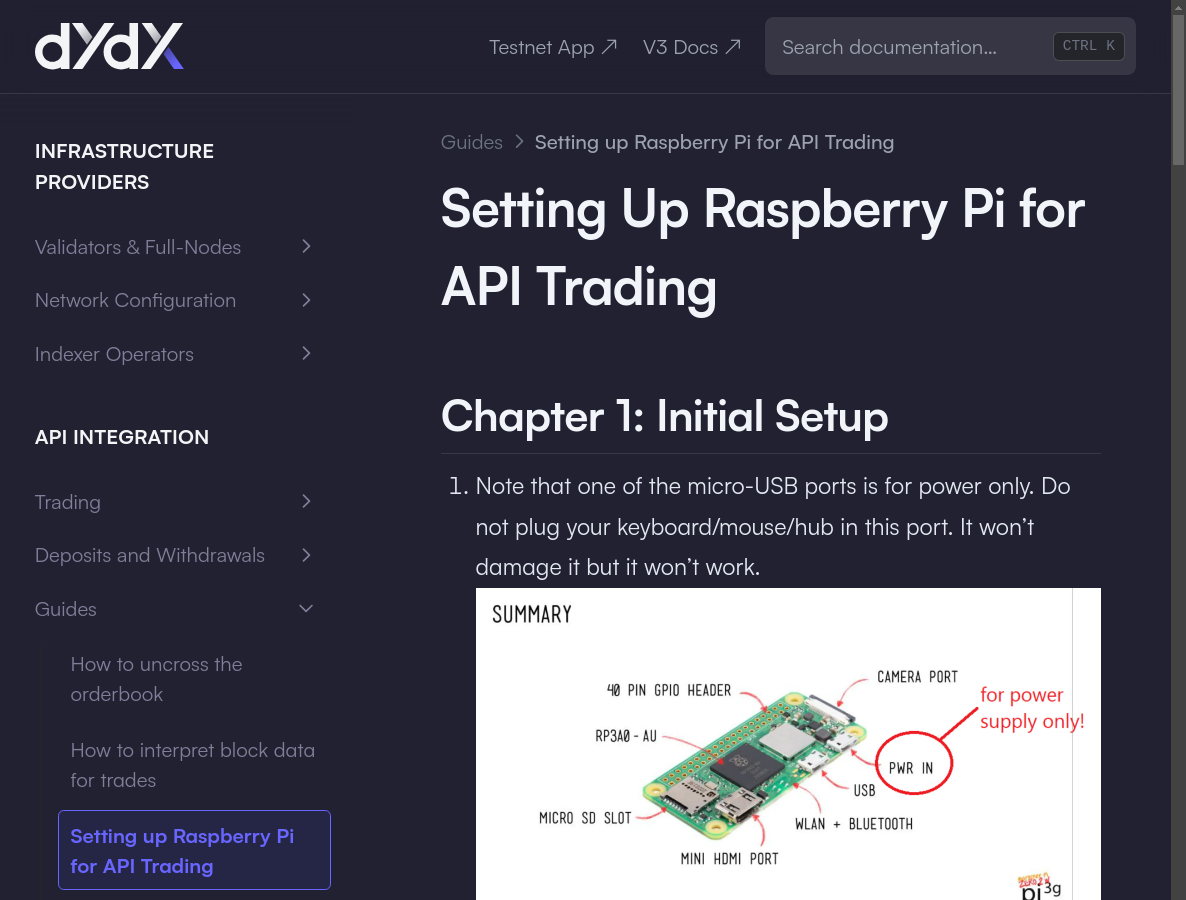 dYdX
Testnet App
V3 Docs
Search documentation…
CTRL K
INFRASTRUCTURE
PROVIDERS
Validators & Full-Nodes
Network Configuration
Indexer Operators
API INTEGRATION
Trading
Deposits and Withdrawals
Guides
How to uncross the
orderbook
How to interpret block data
for trades
Setting up Raspberry Pi
for API Trading
Guides
Setting up Raspberry Pi for API Trading
Setting Up Raspberry Pi for
API Trading
Chapter 1: Initial Setup
1. Note that one of the micro-USB ports is for power only. Do
not plug your keyboard/mouse/hub in this port. It won’t
damage it but it won’t work.
SUMMARY
CAMERA PORT
40 PIN GPIO HEADER
for power
supply only!
RP3A0-AU
PWR IN
USB
MICRO SD SLOT
WLAN + BLUETOOTH
MINI HDMI PORT
pi3g